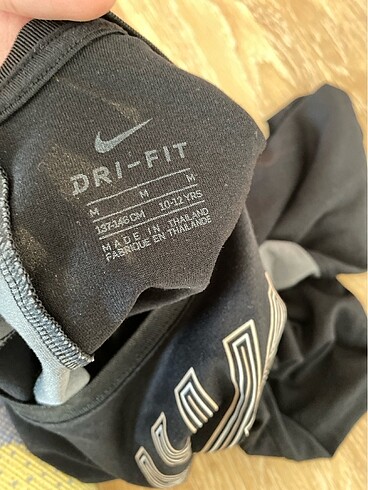 DRI-FIT
M M M
137-146 CM 10-12 YRS
MADE IN THAILAND
FABRIQUE EN THAILANDE